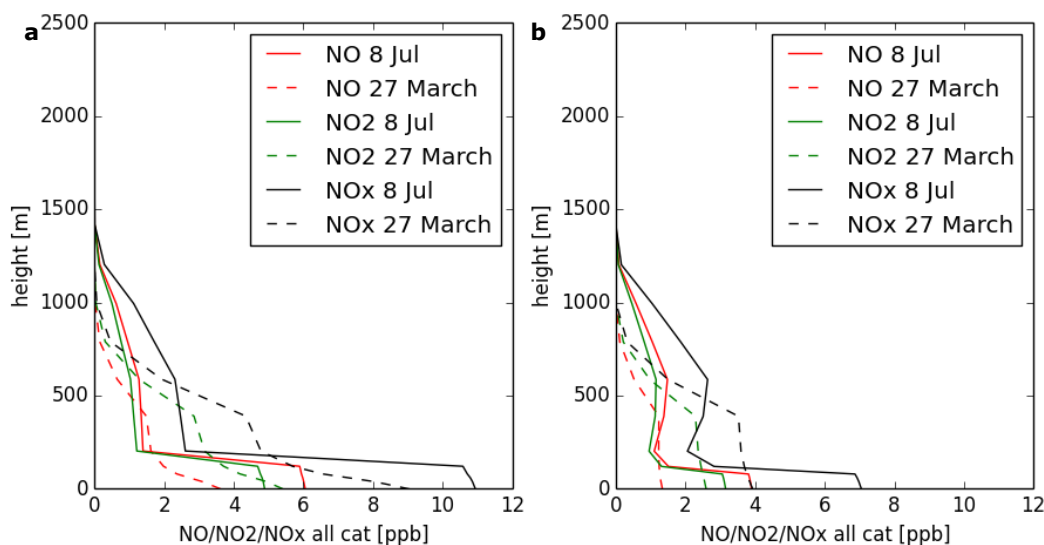 a
2500
2000
1500
1000
500
0
height [m]
0 2 4 6 8 10 12
NO/NO2/NOx all cat [ppb]
NO 8 Jul
NO 27 March
NO2 8 Jul
NO2 27 March
NOx 8 Jul
NOx 27 March
b
2500
2000
1500
1000
500
0
height [m]
0 2 4 6 8 10 12
NO/NO2/NOx all cat [ppb]
NO 8 Jul
NO 27 March
NO2 8 Jul
NO2 27 March
NOx 8 Jul
NOx 27 March